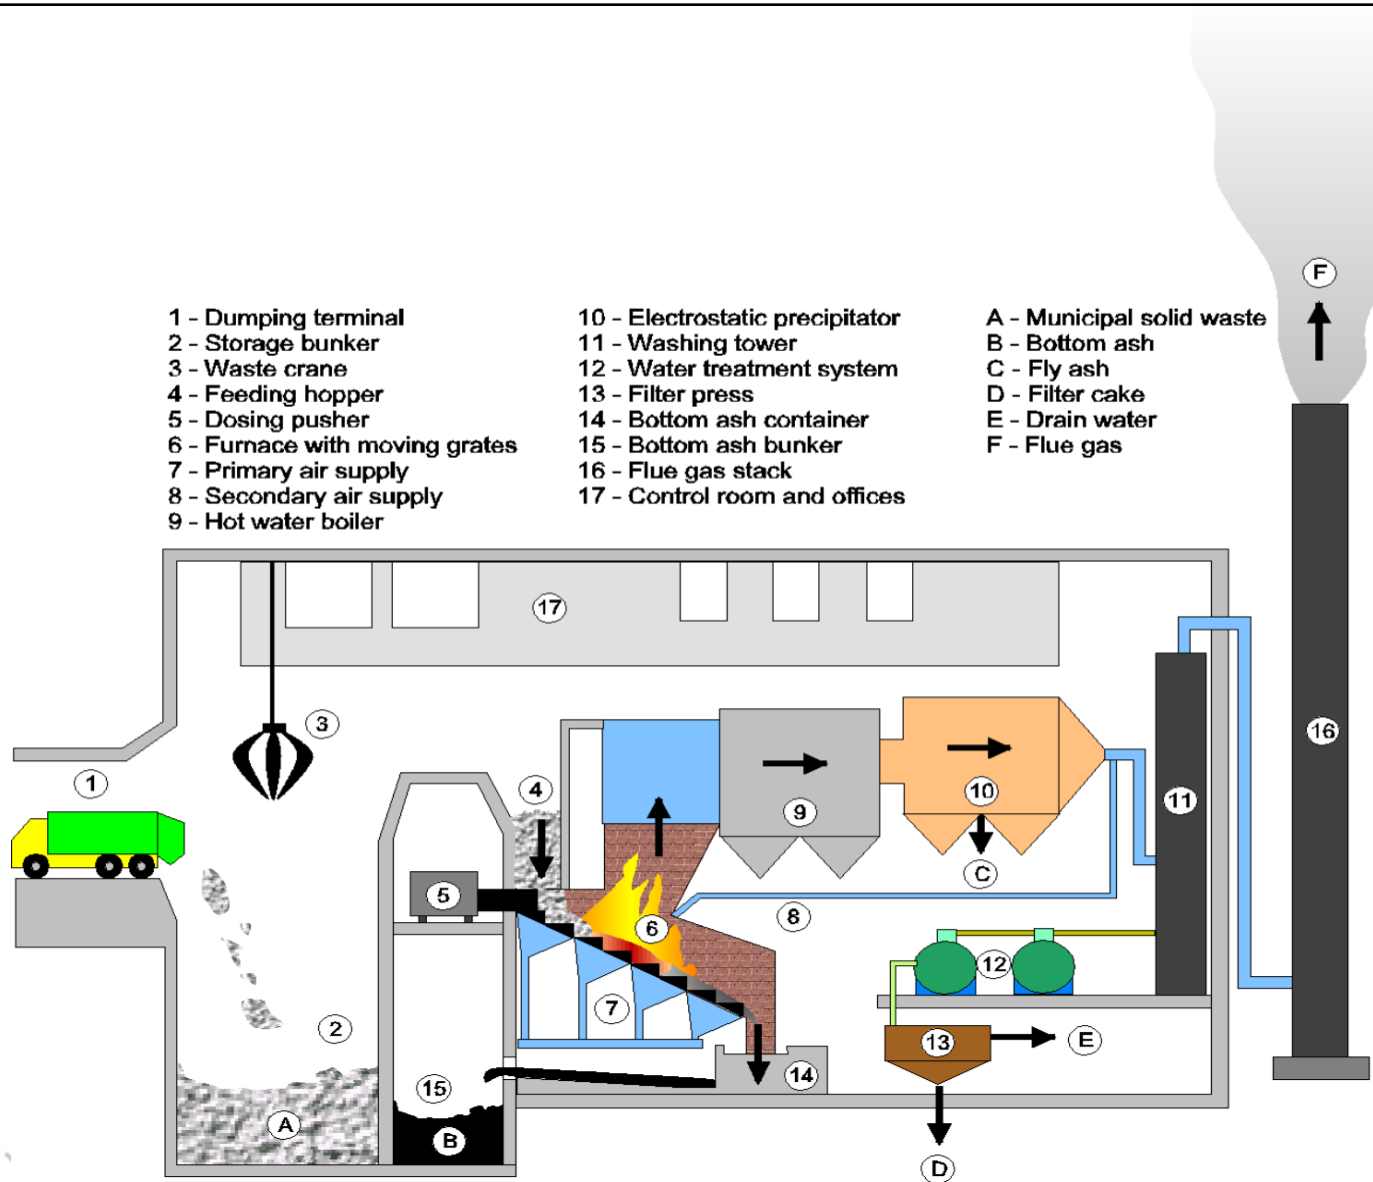 1 - Dumping terminal
2 - Storage bunker
3 - Waste crane
4 - Feeding hopper
5 - Dosing pusher
6 - Furnace with moving grates
7 - Primary air supply
8 - Secondary air supply
9 - Hot water boiler
10 - Electrostatic precipitator
11 - Washing tower
12 - Water treatment system
13 - Filter press
14 - Bottom ash container
15 - Bottom ash bunker
16 - Flue gas stack
17 - Control room and offices
A - Municipal solid waste
B - Bottom ash
C - Fly ash
D - Filter cake
E - Drain water
F - Flue gas
F
17
3
16
1
4
9
10
11
C
5
6
8
12
7
2
13
E
14
15
A
B
D